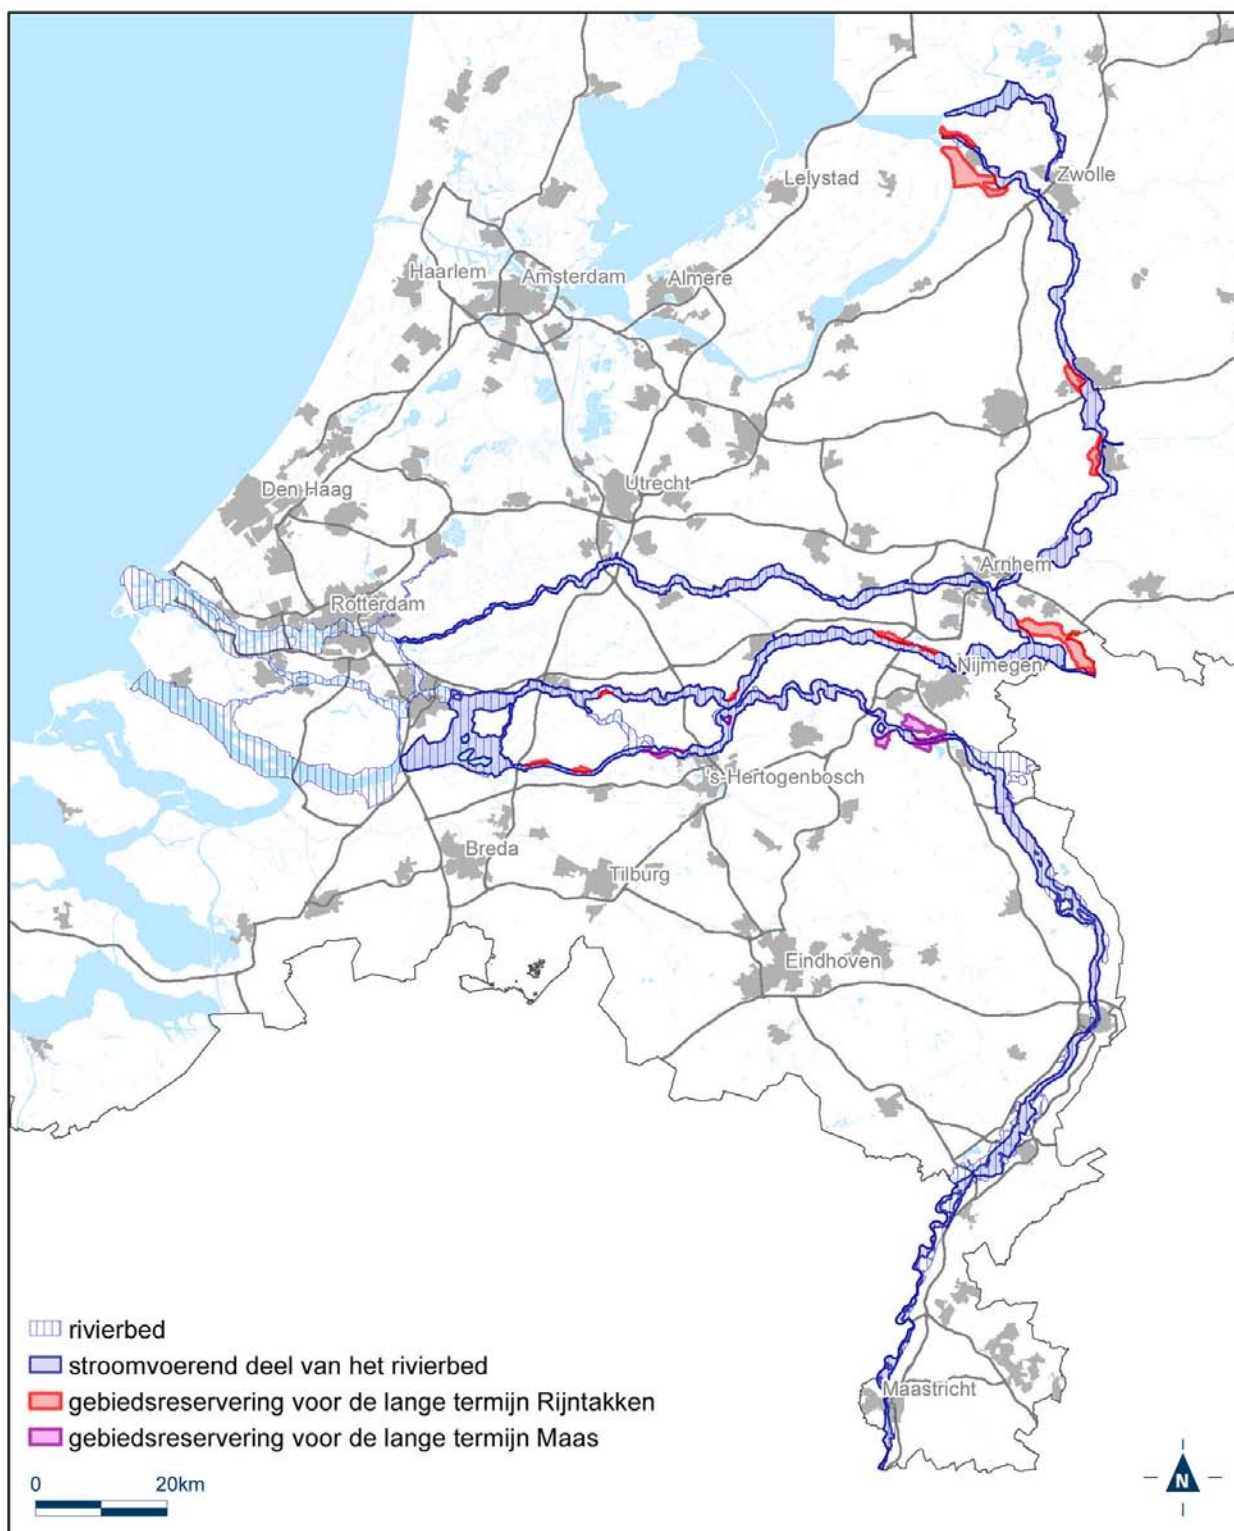 Zwolle
Lelystad
Haarlem
Amsterdam
Almere
Utrecht
Den Haag
Arnhem
Rotterdam
Nijmegen
's-Hertogenbosch
Breda
Tilburg
Eindhoven
Maastricht
rivierbed
stroomvoerend deel van het rivierbed
gebiedsreservering voor de lange termijn Rijntakken
gebiedsreservering voor de lange termijn Maas
0 20km
N